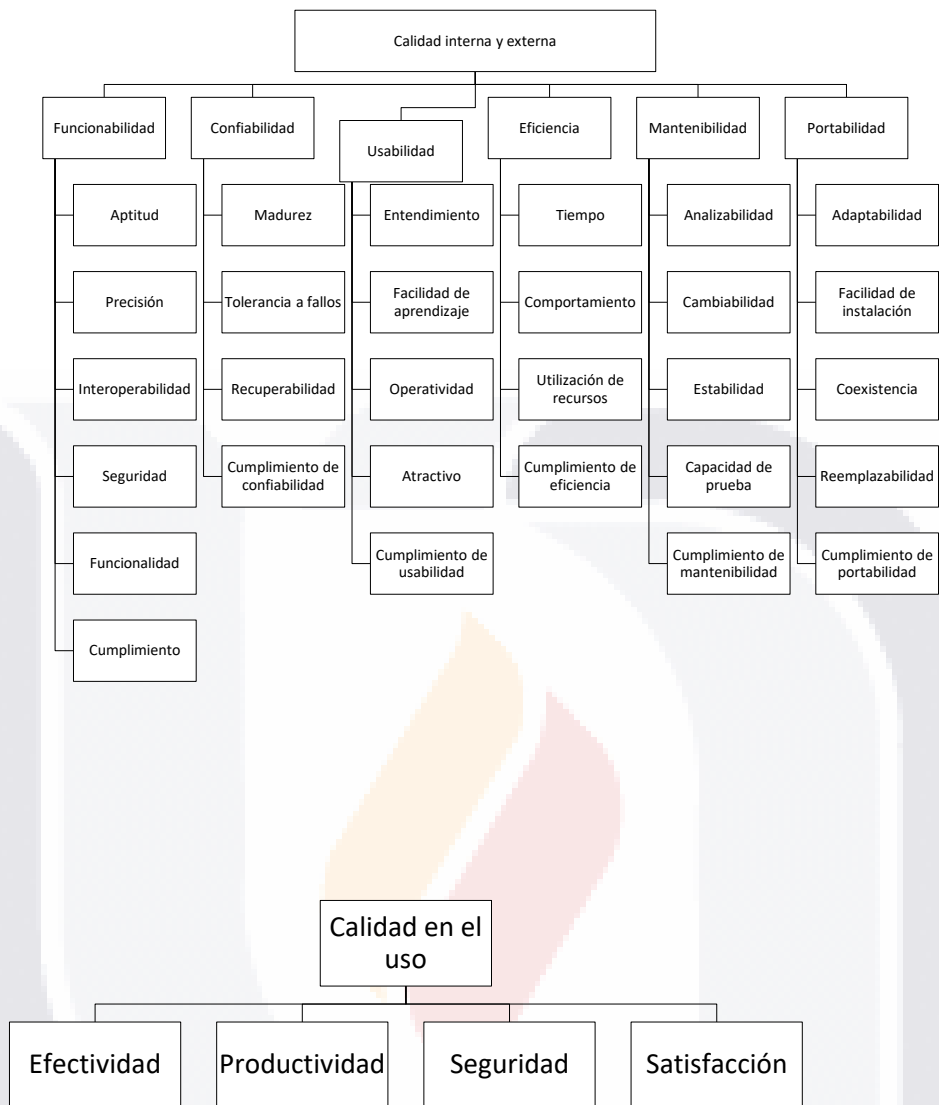 Calidad interna y externa
Funcionabilidad
Confiabilidad
Usabilidad
Eficiencia
Mantenibilidad
Portabilidad
Aptitud
Madurez
Entendimiento
Tiempo
Analizabilidad
Adaptabilidad
Precisión
Tolerancia a fallos
Facilidad de
aprendizaje
Comportamiento
Cambiabilidad
Facilidad de
instalación
Interoperabilidad
Recuperabilidad
Operatividad
Utilización de
recursos
Estabilidad
Coexistencia
Seguridad
Cumplimiento de
confiabilidad
Atractivo
Cumplimiento de
eficiencia
Capacidad de
prueba
Reemplazabilidad
Funcionalidad
Cumplimiento de
usabilidad
Cumplimiento de
mantenibilidad
Cumplimiento de
portabilidad
Cumplimiento
Calidad en el
uso
Efectividad
Productividad
Seguridad
Satisfacción